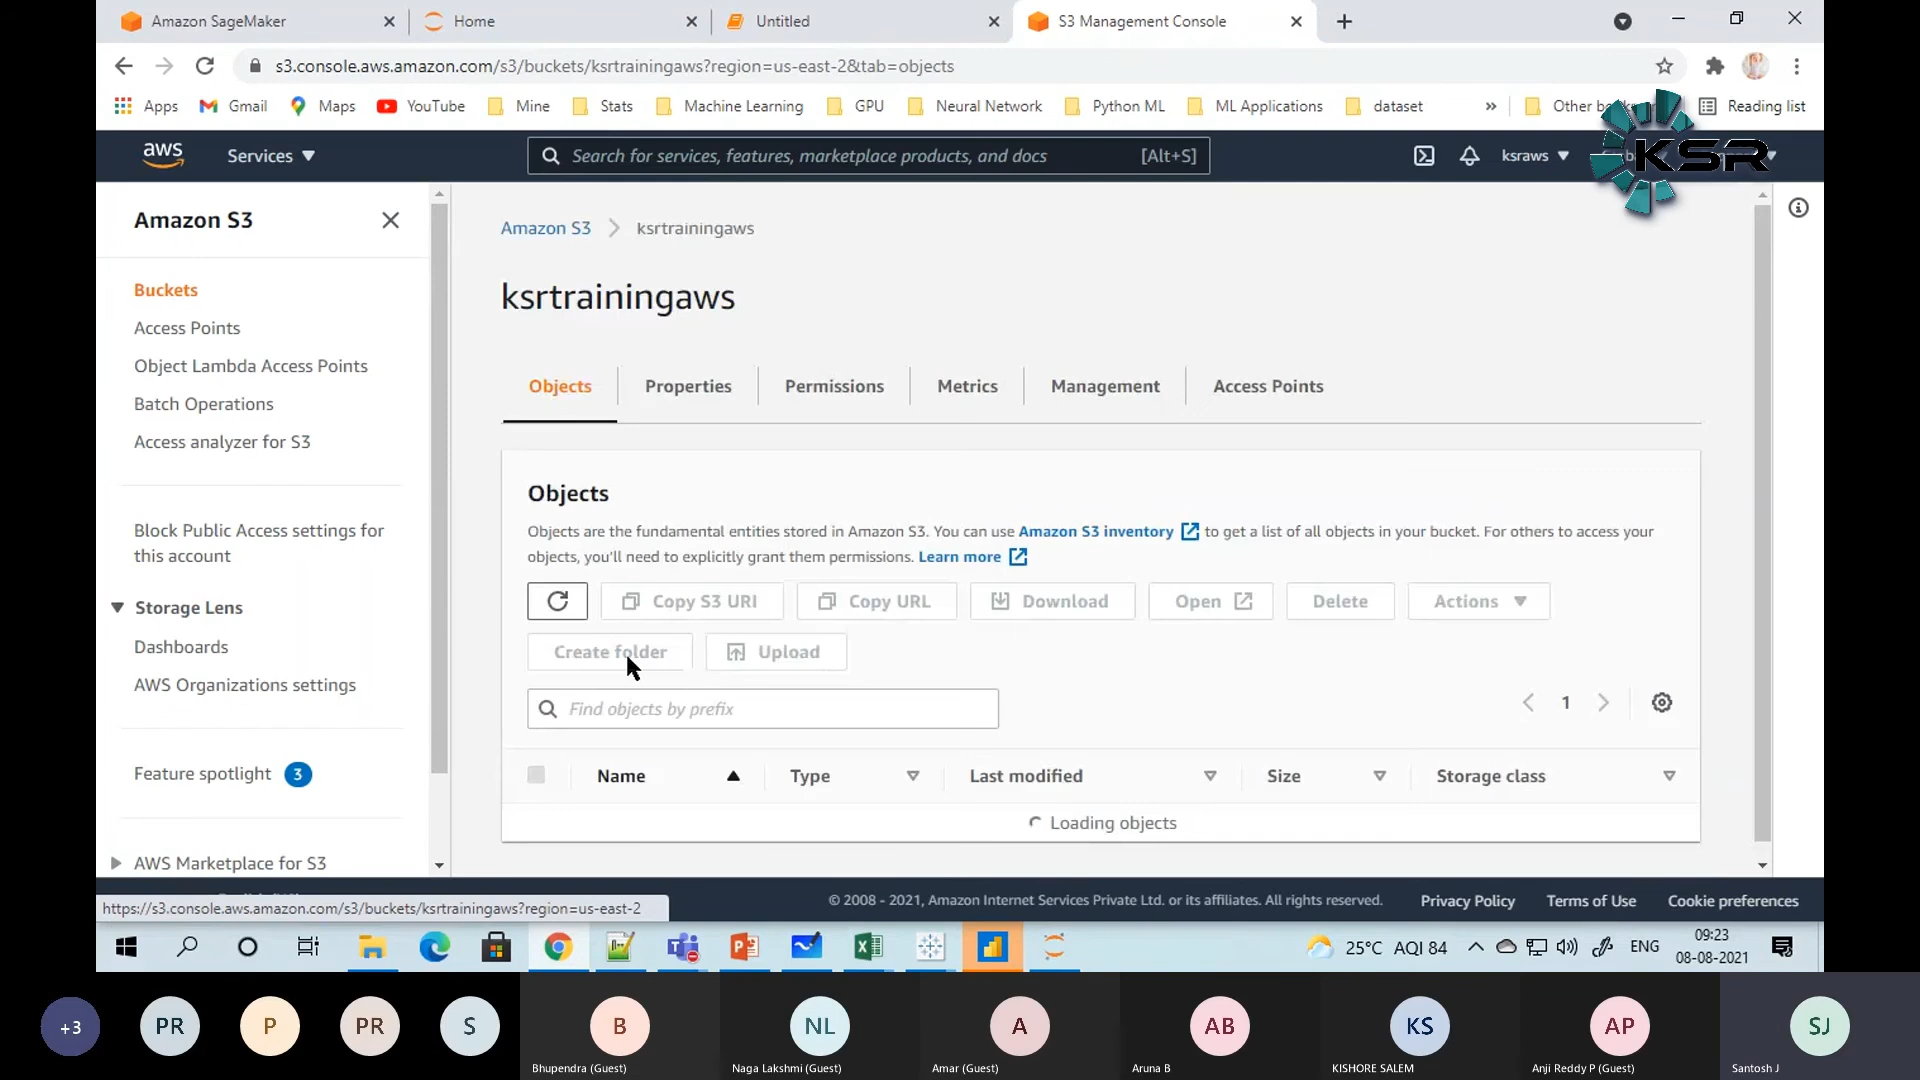 Amazon SageMaker
Home
Untitled
S3 Management Console
s3.console.aws.amazon.com/s3/buckets/ksrtrainingaws?region=us-east-2&tab=objects
Apps
Gmail
Maps
YouTube
Mine
Stats
Machine Learning
GPU
Neural Network
Python ML
ML Applications
dataset
»
Other
Reading list
aws
Services
Search for services, features, marketplace products, and docs
[Alt+S]
ksraws
KSR
Amazon S3
Buckets
Access Points
Object Lambda Access Points
Batch Operations
Access analyzer for S3
Block Public Access settings for
this account
Storage Lens
Dashboards
AWS Organizations settings
Feature spotlight 3
AWS Marketplace for S3
Amazon S3
ksrtrainingaws
ksrtrainingaws
Objects
Properties
Permissions
Metrics
Management
Access Points
Objects
Objects are the fundamental entities stored in Amazon S3. You can use Amazon S3 inventory to get a list of all objects in your bucket. For others to access your
objects, you'll need to explicitly grant them permissions. Learn more
Copy S3 URI
Copy URL
Download
Open
Delete
Actions
Create folder
Upload
Find objects by prefix
1
Name
Type
Last modified
Size
Storage class
Loading objects
© 2008 - 2021, Amazon Internet Services Private Ltd. or its affiliates. All rights reserved.
Privacy Policy
Terms of Use
Cookie preferences
https://s3.console.aws.amazon.com/s3/buckets/ksrtrainingaws?region=us-east-2
25°C AQI 84
ENG
09:23
08-08-2021
+3
PR
P
PR
S
B
NL
A
AB
KS
AP
SJ
Bhupendra (Guest)
Naga Lakshmi (Guest)
Amar (Guest)
Aruna B
KISHORE SALEM
Anji Reddy P (Guest)
Santosh J